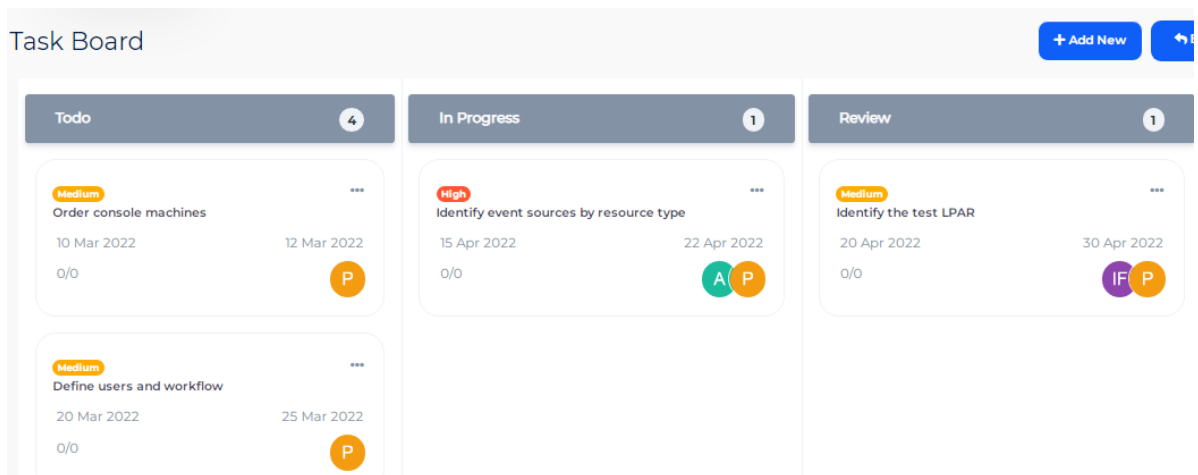 Task Board
+ Add New
Todo
4
Medium
Order console machines
10 Mar 2022 12 Mar 2022
0/0
P
Medium
Define users and workflow
20 Mar 2022 25 Mar 2022
0/0
P
In Progress
1
High
Identify event sources by resource type
15 Apr 2022 22 Apr 2022
0/0
A P
Review
1
Medium
Identify the test LPAR
20 Apr 2022 30 Apr 2022
0/0
IF P